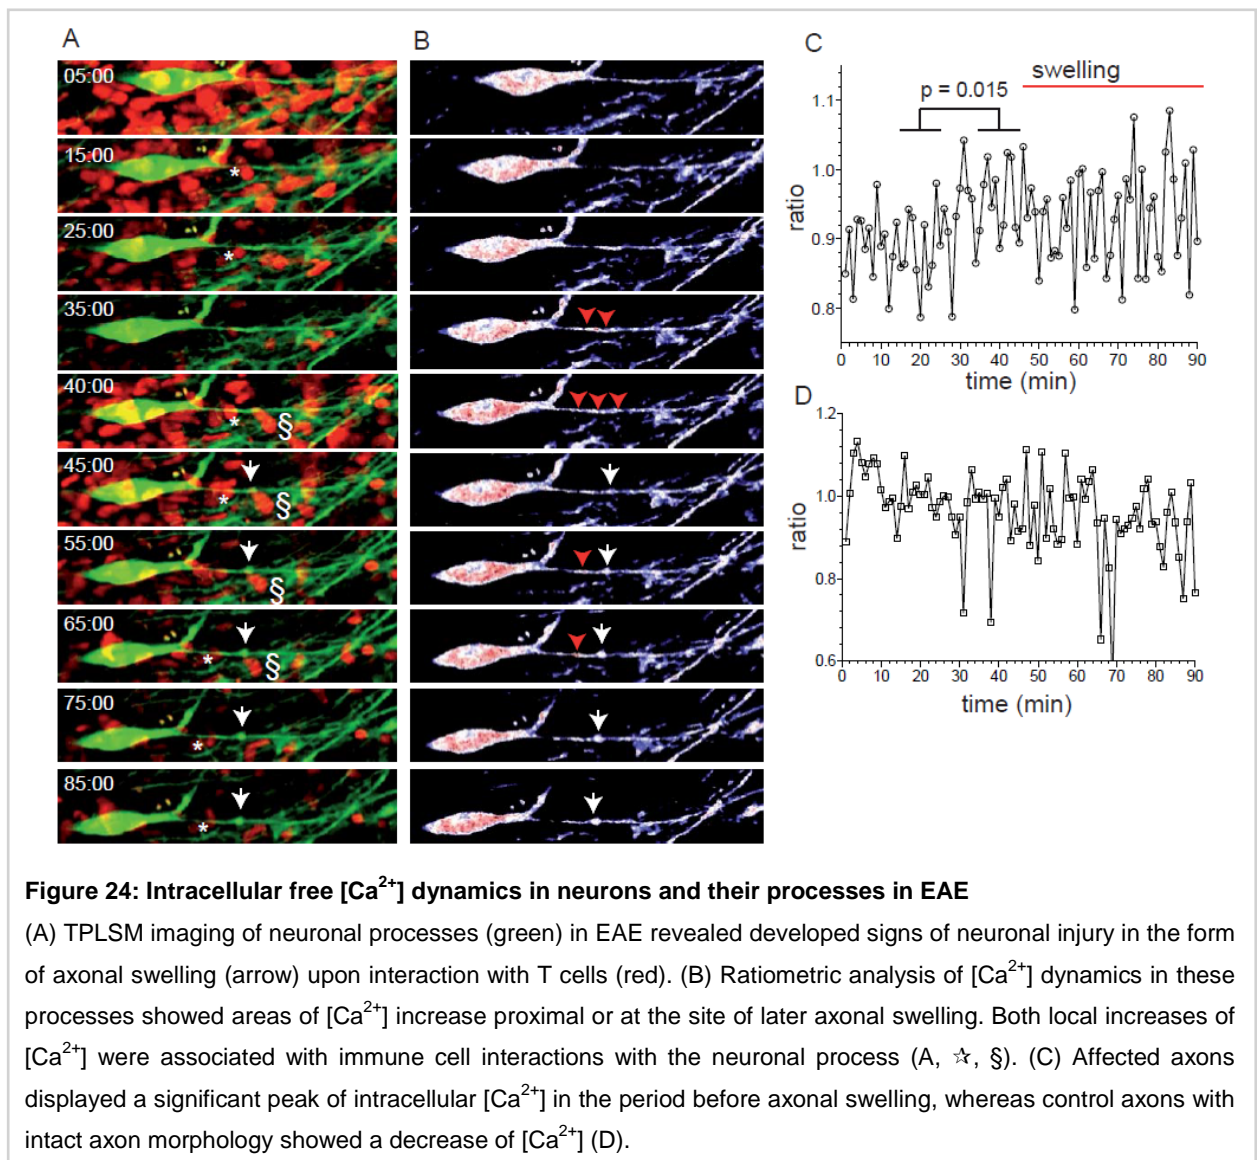 A
B
C
05:00
15:00
*
25:00
*
35:00
40:00
* §
45:00
* §
55:00
§
65:00
* §
75:00
*
85:00
*
swelling
p = 0.015
1.1
1.0
0.9
0.8
ratio
0 10 20 30 40 50 60 70 80 90
time (min)
D
1.2
1.0
0.8
0.6
ratio
0 10 20 30 40 50 60 70 80 90
time (min)
Figure 24: Intracellular free [Ca²⁺] dynamics in neurons and their processes in EAE
(A) TPLSM imaging of neuronal processes (green) in EAE revealed developed signs of neuronal injury in the form
of axonal swelling (arrow) upon interaction with T cells (red). (B) Ratiometric analysis of [Ca²⁺] dynamics in these
processes showed areas of [Ca²⁺] increase proximal or at the site of later axonal swelling. Both local increases of
[Ca²⁺] were associated with immune cell interactions with the neuronal process (A, ☆, §). (C) Affected axons
displayed a significant peak of intracellular [Ca²⁺] in the period before axonal swelling, whereas control axons with
intact axon morphology showed a decrease of [Ca²⁺] (D).